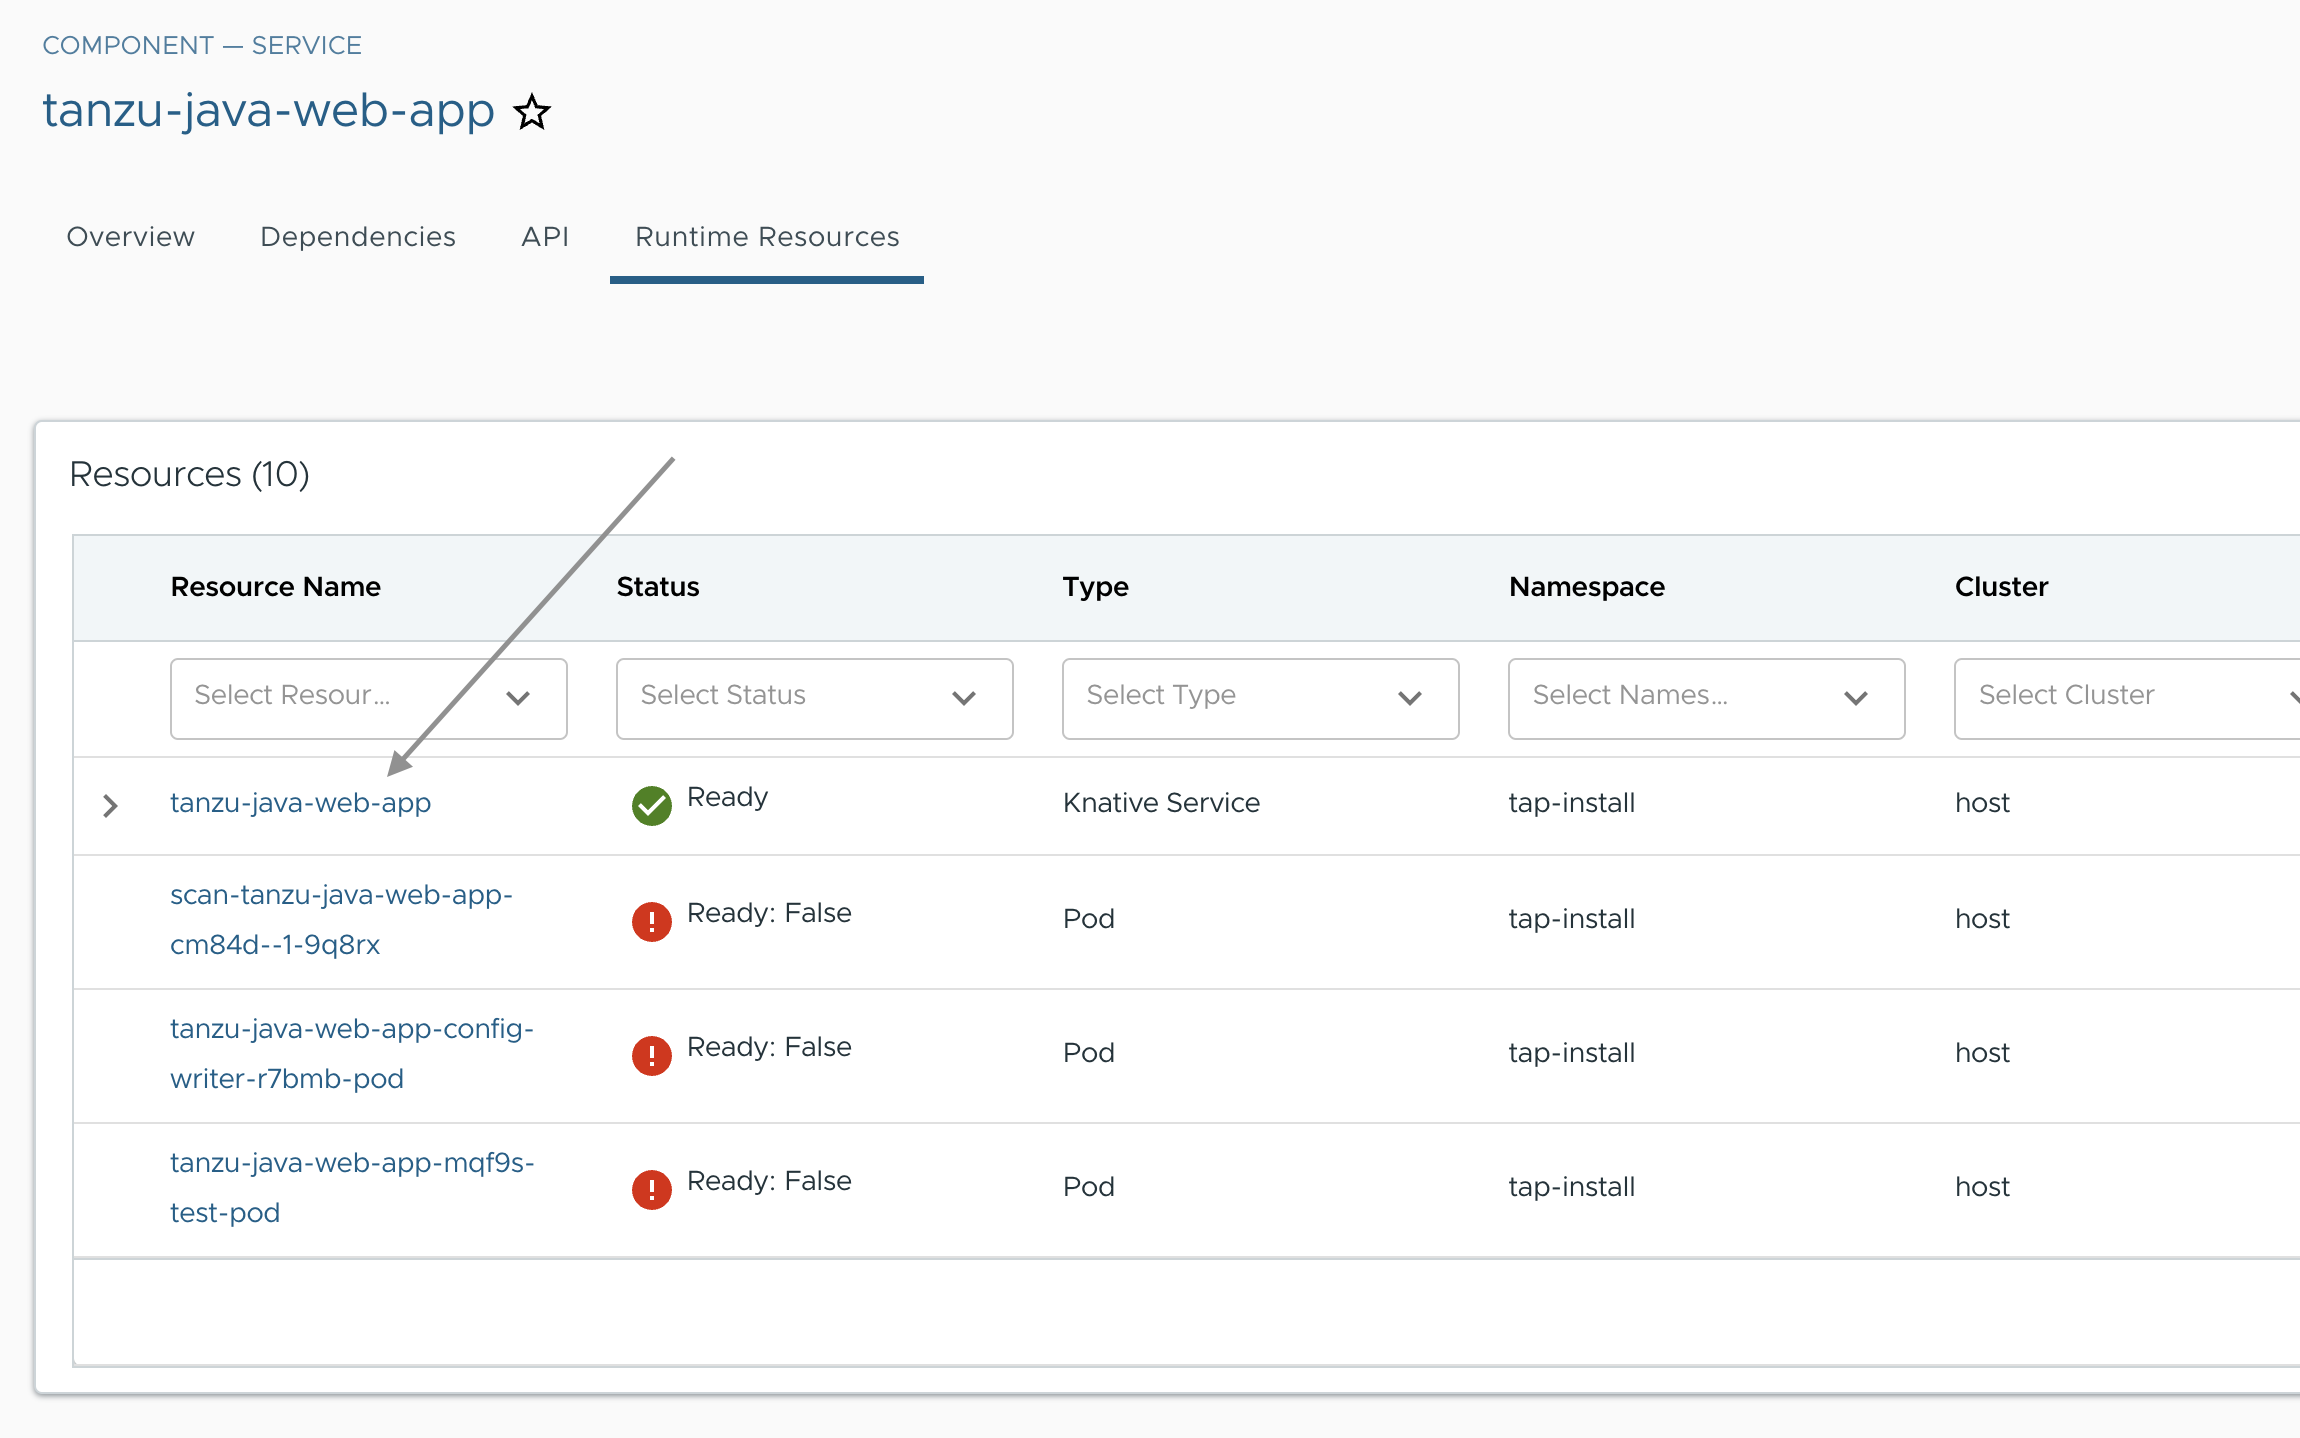 COMPONENT — SERVICE
tanzu-java-web-app
Overview Dependencies API Runtime Resources
Resources (10)
Resource Name Status Type Namespace Cluster
Select Resour... Select Status Select Type Select Names... Select Cluster
tanzu-java-web-app Ready Knative Service tap-install host
scan-tanzu-java-web-app-
cm84d--1-9q8rx Ready: False Pod tap-install host
tanzu-java-web-app-config-
writer-r7bmb-pod Ready: False Pod tap-install host
tanzu-java-web-app-mqf9s-
test-pod Ready: False Pod tap-install host